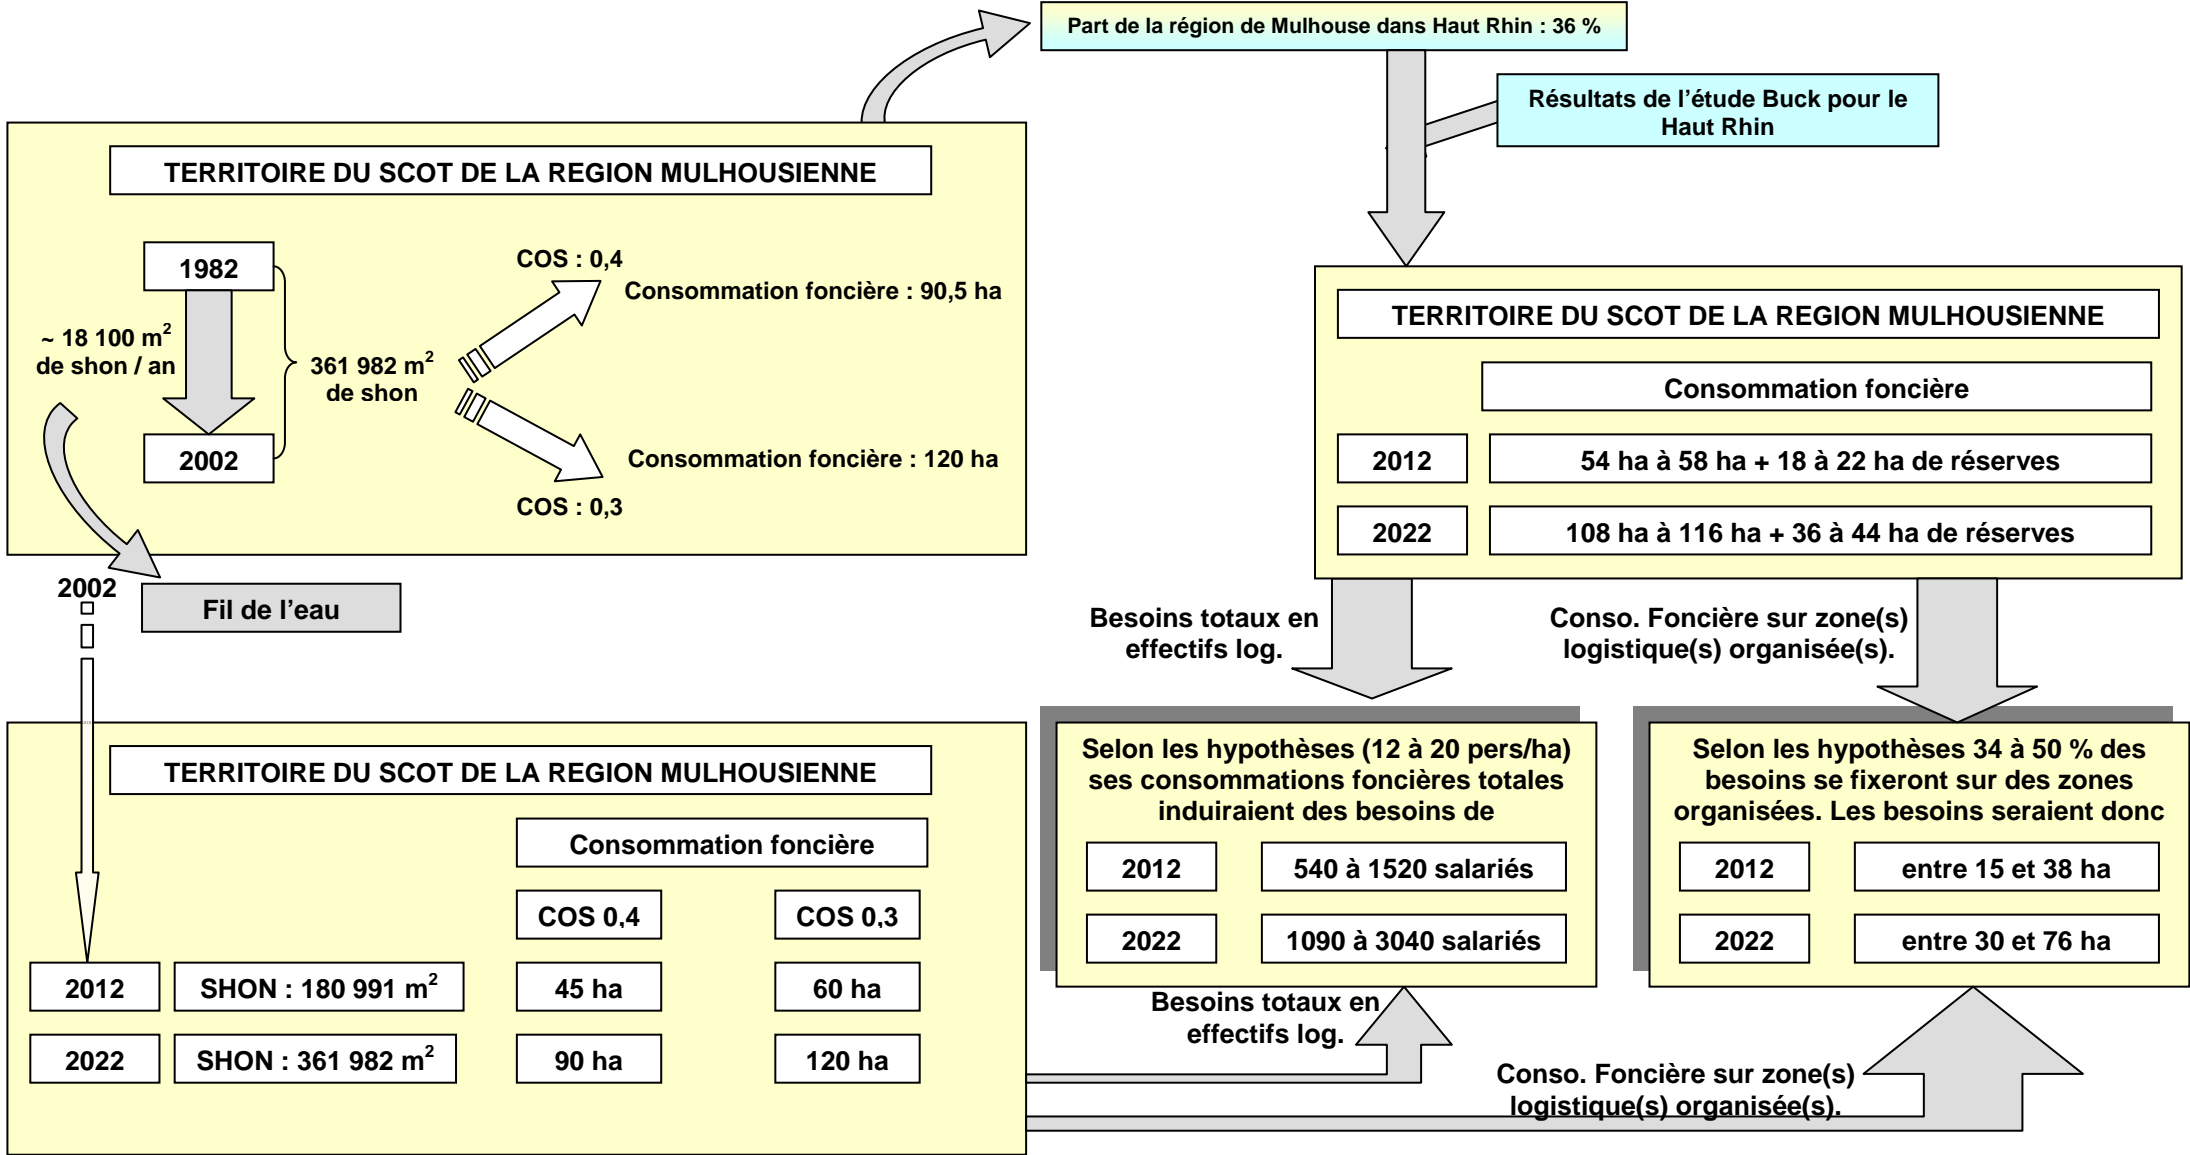 Part de la région de Mulhouse dans Haut Rhin : 36 %
Résultats de l'étude Buck pour le
Haut Rhin
TERRITOIRE DU SCOT DE LA REGION MULHOUSIENNE
1982
~ 18 100 m²
de shon / an
2002
361 982 m²
de shon
COS : 0,4
Consommation foncière : 90,5 ha
Consommation foncière : 120 ha
COS : 0,3
TERRITOIRE DU SCOT DE LA REGION MULHOUSIENNE
Consommation foncière
2012 54 ha à 58 ha + 18 à 22 ha de réserves
2022 108 ha à 116 ha + 36 à 44 ha de réserves
2002
Fil de l'eau
Besoins totaux en
effectifs log.
Conso. Foncière sur zone(s)
logistique(s) organisée(s).
TERRITOIRE DU SCOT DE LA REGION MULHOUSIENNE
Consommation foncière
COS 0,4 COS 0,3
2012 SHON : 180 991 m² 45 ha 60 ha
2022 SHON : 361 982 m² 90 ha 120 ha
Selon les hypothèses (12 à 20 pers/ha)
ses consommations foncières totales
induiraient des besoins de
2012 540 à 1520 salariés
2022 1090 à 3040 salariés
Selon les hypothèses 34 à 50 % des
besoins se fixeront sur des zones
organisées. Les besoins seraient donc
2012 entre 15 et 38 ha
2022 entre 30 et 76 ha
Besoins totaux en
effectifs log.
Conso. Foncière sur zone(s)
logistique(s) organisée(s).